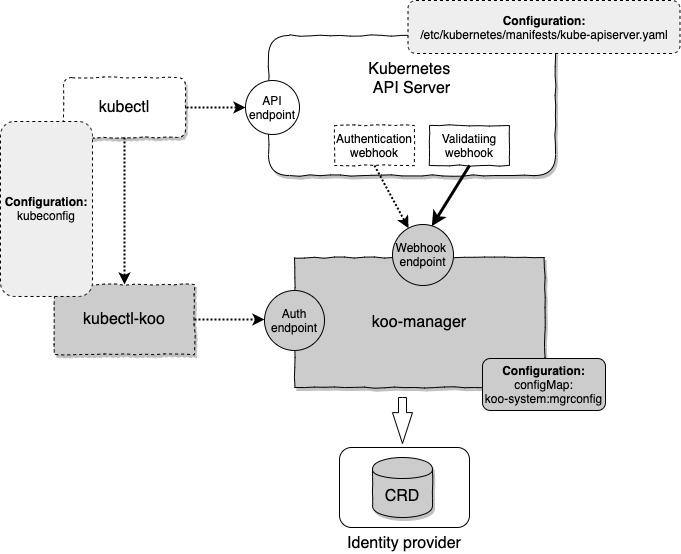 Configuration:
/etc/kubernetes/manifests/kube-apiserver.yaml
Kubernetes
API Server
kubectl
API
endpoint
Authentication
webhook
Validatiing
webhook
Configuration:
kubeconfig
Webhook
endpoint
kubectl-koo
Auth
endpoint
koo-manager
Configuration:
configMap:
koo-system:mgrconfig
CRD
Identity provider